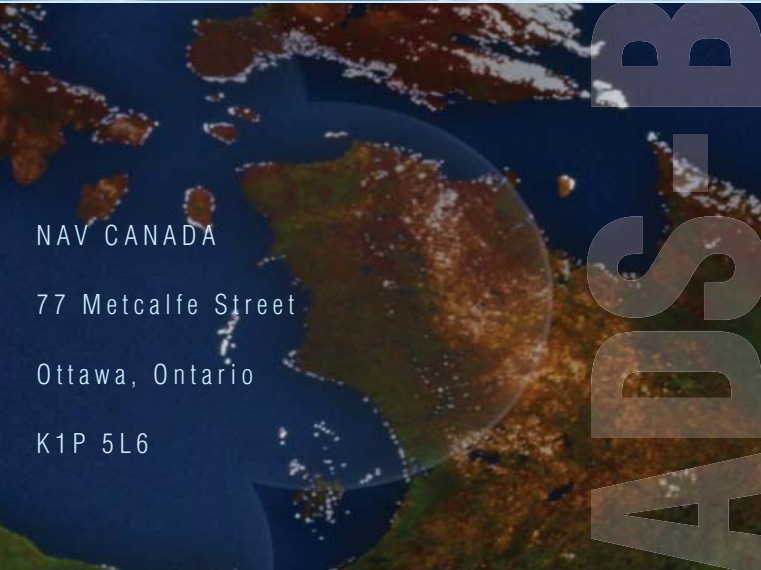 NAV CANADA
77 Metcalfe Street
Ottawa, Ontario
K1P 5L6
ADS-B